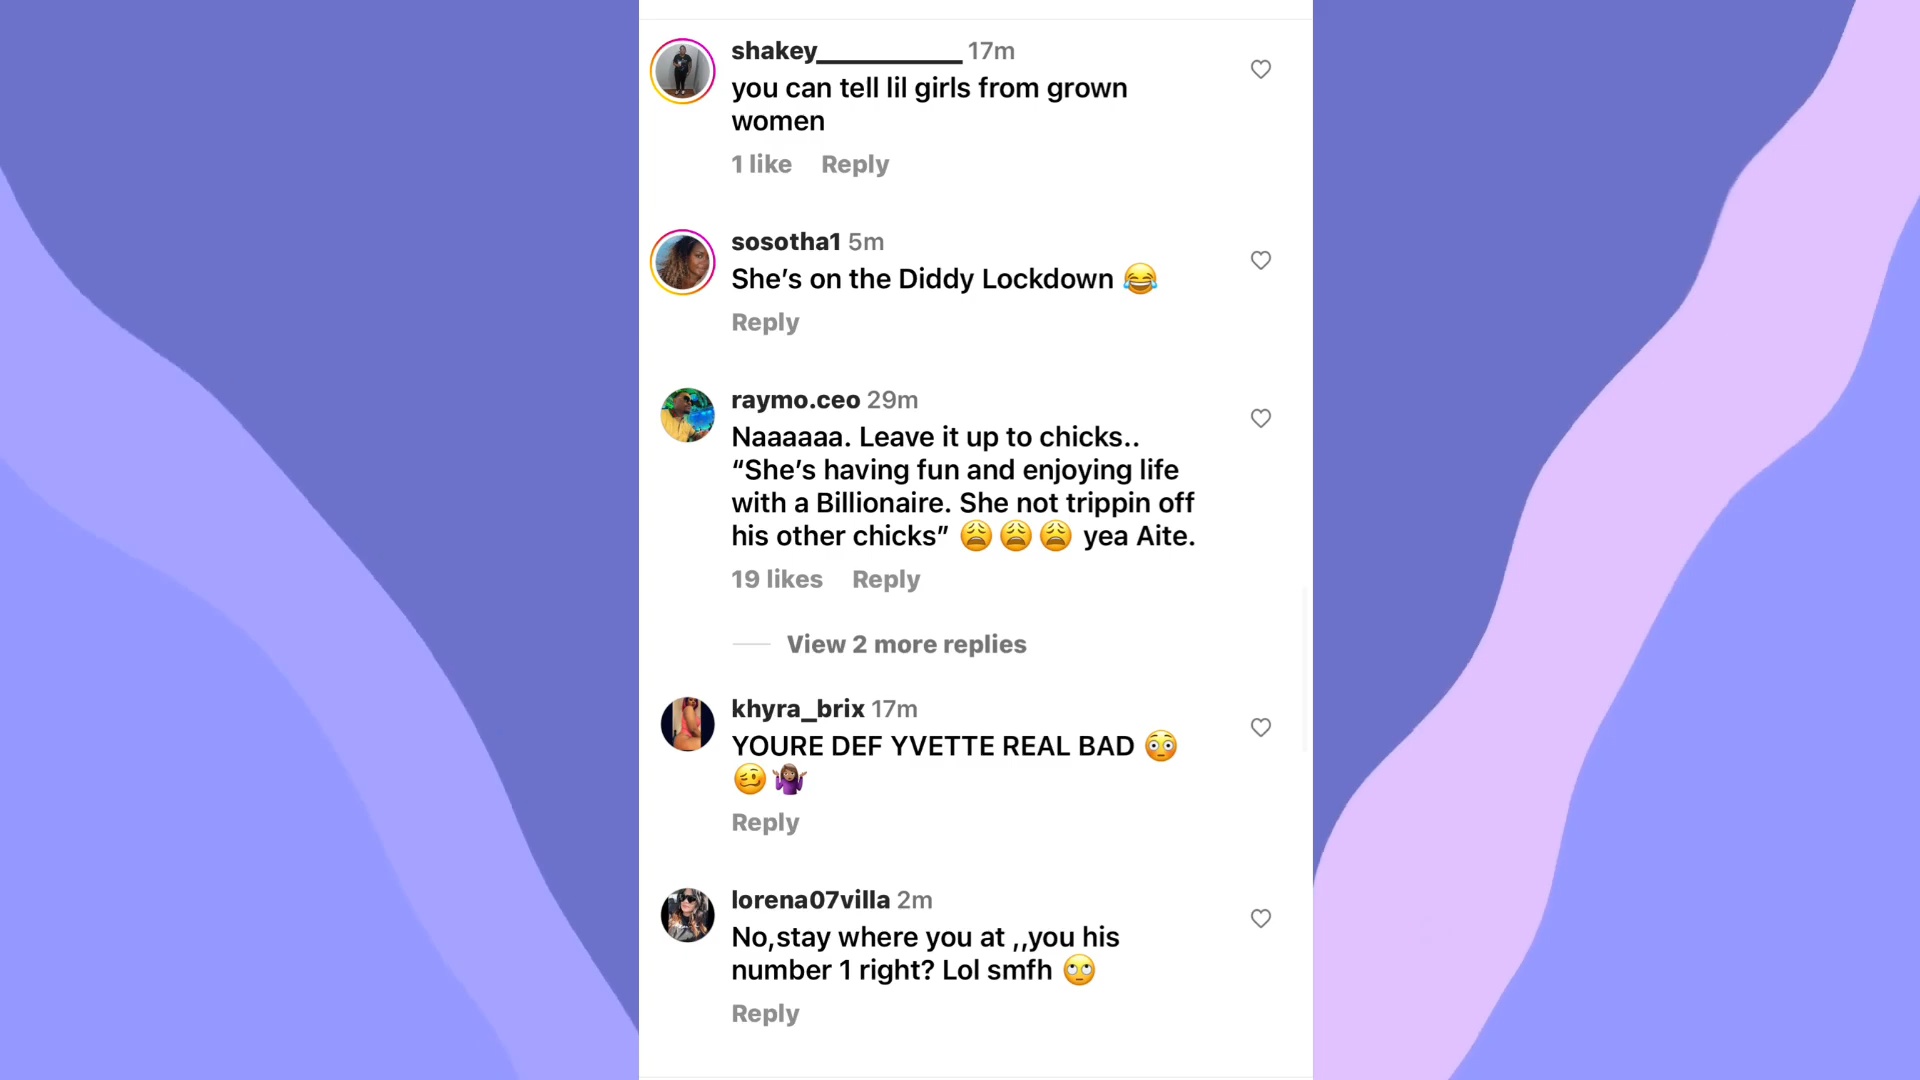 shakey___________ 17m
you can tell lil girls from grown
women
1 like Reply
sosotha1 5m
She’s on the Diddy Lockdown 😂
Reply
raymo.ceo 29m
Naaaaaa. Leave it up to chicks..
“She’s having fun and enjoying life
with a Billionaire. She not trippin off
his other chicks” 😩😩😩 yea Aite.
19 likes Reply
View 2 more replies
khyra_brix 17m
YOURE DEF YVETTE REAL BAD 😳
🥴🤷🏽‍♀️
Reply
lorena07villa 2m
No,stay where you at ,,you his
number 1 right? Lol smfh 🙄
Reply